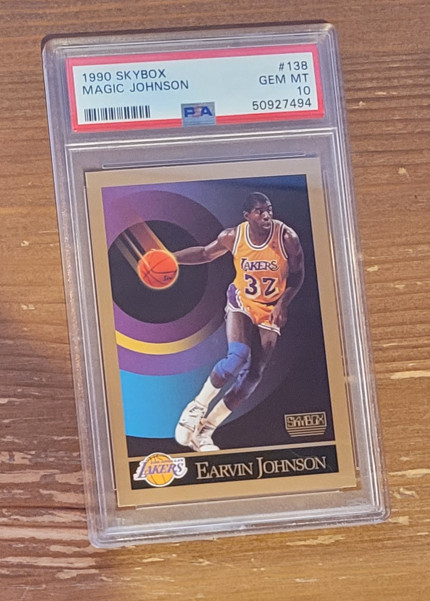 1990 SKYBOX #138
MAGIC JOHNSON GEM MT
10
PSA 50927494
LAKERS
32
SKYBOX
LAKERS EARVIN JOHNSON